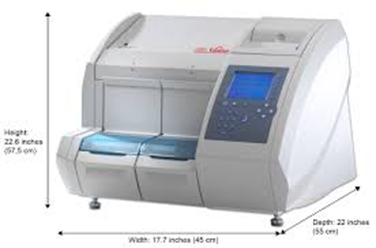 Height:
22.6 inches
(57,5 cm)
Depth: 22 inches
(55 cm)
Width: 17.7 inches (45 cm)